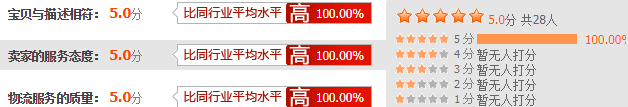 宝贝与描述相符： 5.0分 比同行业平均水平 高 100.00%
卖家的服务态度： 5.0分 比同行业平均水平 高 100.00%
物流服务的质量： 5.0分 比同行业平均水平 高 100.00%
5.0分 共28人
5 分 100.00%
4 分 暂无人打分
3 分 暂无人打分
2 分 暂无人打分
1 分 暂无人打分